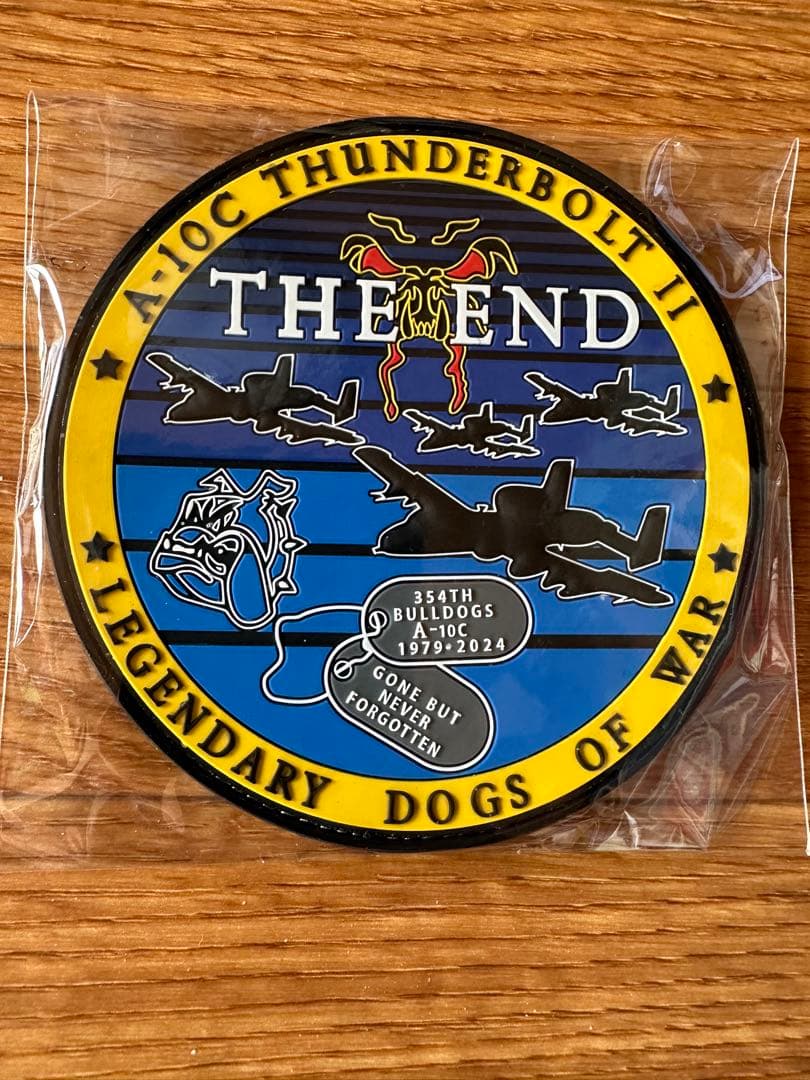 A-10C THUNDERBOLT II
THE END
354TH
BULLDOGS
A-10C
1979•2024
GONE BUT
NEVER
FORGOTTEN
LEGENDARY DOGS OF WAR